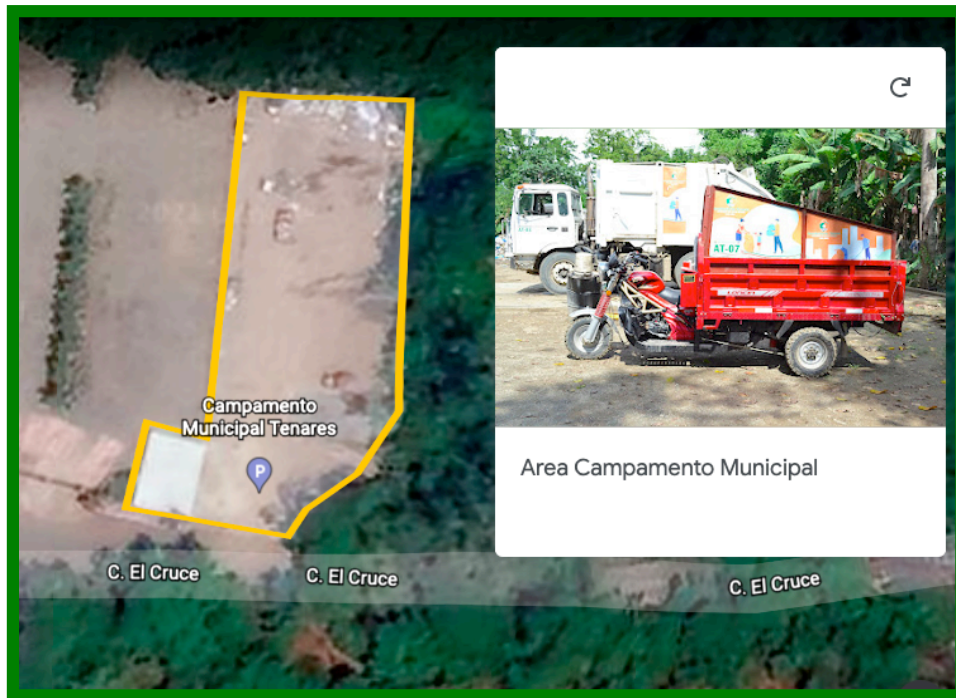 Campamento
Municipal Tenares
P
C. El Cruce
C. El Cruce
C. El Cruce
AT-07
Area Campamento Municipal